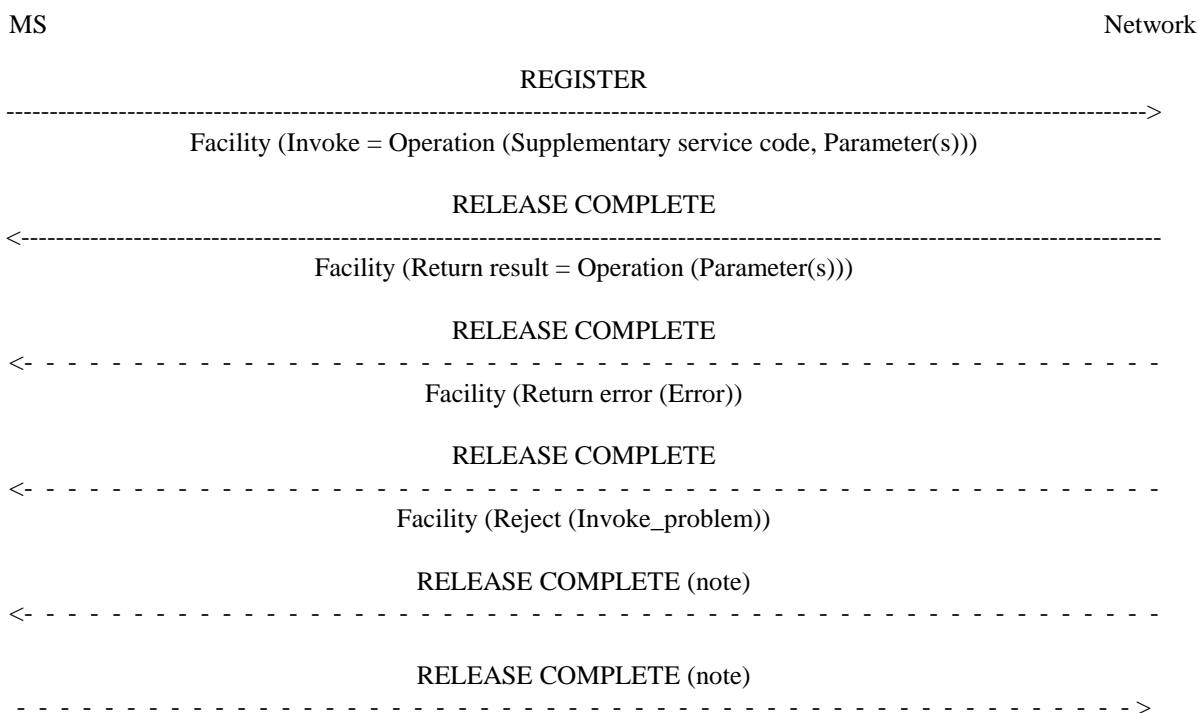 MS Network
REGISTER
Facility (Invoke = Operation (Supplementary service code, Parameter(s)))
RELEASE COMPLETE
Facility (Return result = Operation (Parameter(s)))
RELEASE COMPLETE
Facility (Return error (Error))
RELEASE COMPLETE
Facility (Reject (Invoke_problem))
RELEASE COMPLETE (note)
RELEASE COMPLETE (note)